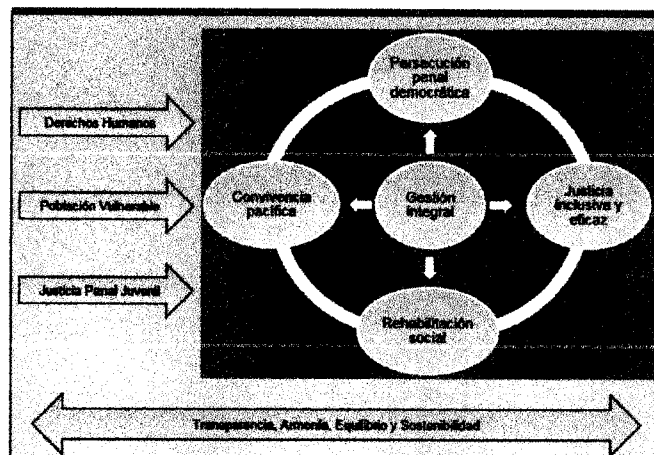 Persecución
penal
democrática
Derechos Humanos
Población Vulnerable
Convivencia
pacífica
Gestión
integral
Justicia
inclusiva y
eficaz
Justicia Penal Juvenil
Rehabilitación
social
Transparencia, Armonía, Equilibrio y Sostenibilidad